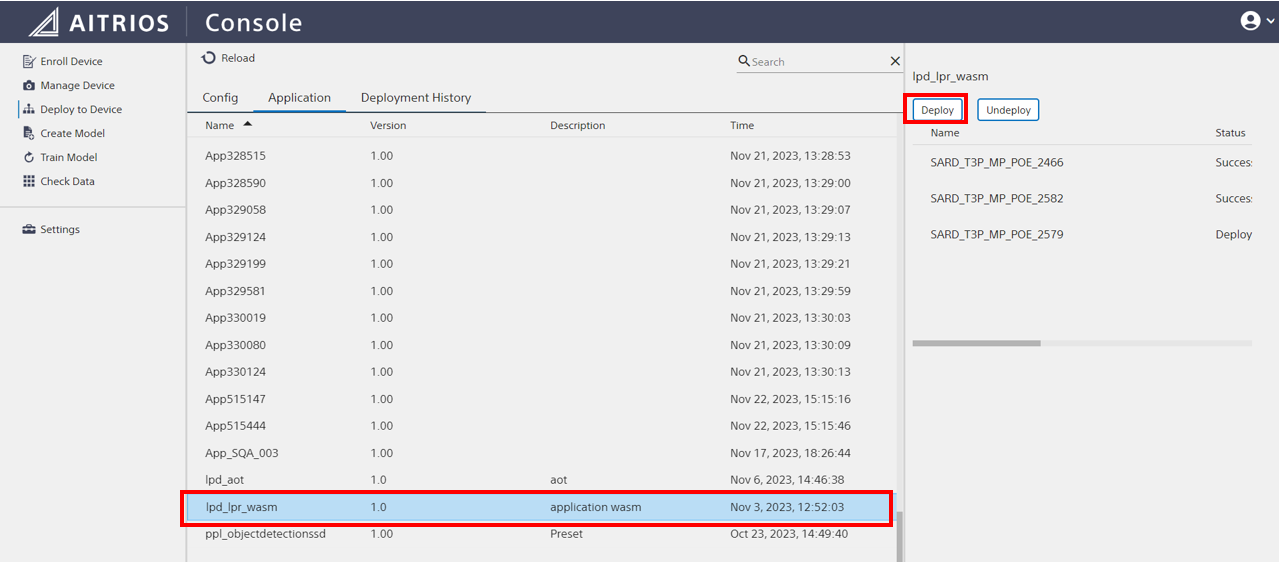 AITRIOS Console
Enroll Device
Manage Device
Deploy to Device
Create Model
Train Model
Check Data
Settings
Reload
Search
Config Application Deployment History
Name Version Description Time
App328515 1.00 Nov 21, 2023, 13:28:53
App328590 1.00 Nov 21, 2023, 13:29:00
App329058 1.00 Nov 21, 2023, 13:29:07
App329124 1.00 Nov 21, 2023, 13:29:13
App329199 1.00 Nov 21, 2023, 13:29:21
App329581 1.00 Nov 21, 2023, 13:29:59
App330019 1.00 Nov 21, 2023, 13:30:03
App330080 1.00 Nov 21, 2023, 13:30:09
App330124 1.00 Nov 21, 2023, 13:30:13
App515147 1.00 Nov 22, 2023, 15:15:16
App515444 1.00 Nov 22, 2023, 15:15:46
App_SQA_003 1.00 Nov 17, 2023, 18:26:44
lpd_aot 1.0 aot Nov 6, 2023, 14:46:38
lpd_lpr_wasm 1.0 application wasm Nov 3, 2023, 12:52:03
ppl_objectdetectionssd 1.00 Preset Oct 23, 2023, 14:49:40
lpd_lpr_wasm
Deploy Undeploy
Name Status
SARD_T3P_MP_POE_2466 Succes
SARD_T3P_MP_POE_2582 Succes
SARD_T3P_MP_POE_2579 Deploy